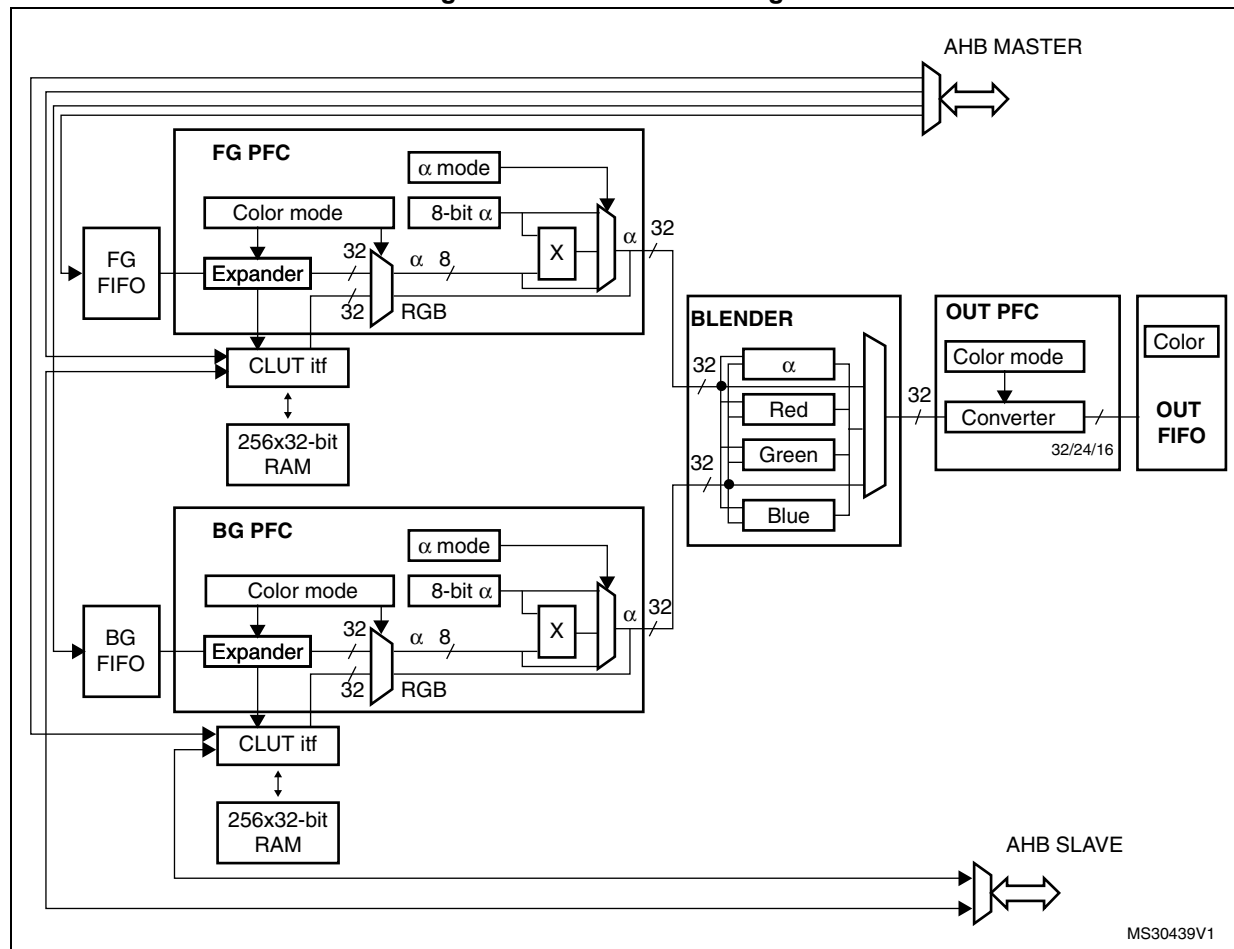 AHB MASTER
FG PFC
α mode
Color mode
8-bit α
32
α
32
FG
FIFO
Expander
α
8
X
32
RGB
CLUT itf
256x32-bit
RAM
BLENDER
32
α
Red
Green
Blue
32
32
OUT PFC
Color mode
Converter
32/24/16
Color
OUT
FIFO
BG PFC
α mode
Color mode
8-bit α
32
α
32
BG
FIFO
Expander
α
8
X
32
RGB
CLUT itf
256x32-bit
RAM
AHB SLAVE
MS30439V1